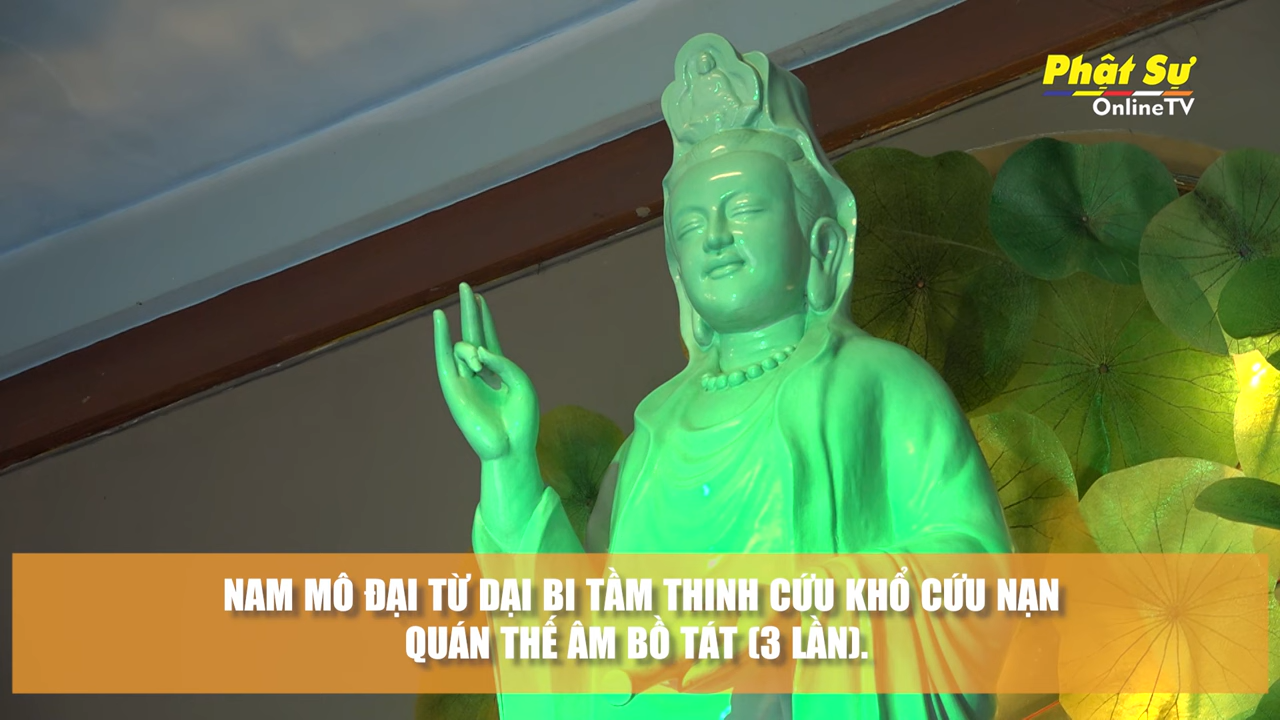 Phật Sự
OnlineTV
NAM MÔ ĐẠI TỪ DẠI BI TẦM THINH CỨU KHỔ CỨU NẠN
QUÁN THẾ ÂM BỒ TÁT (3 LẦN).